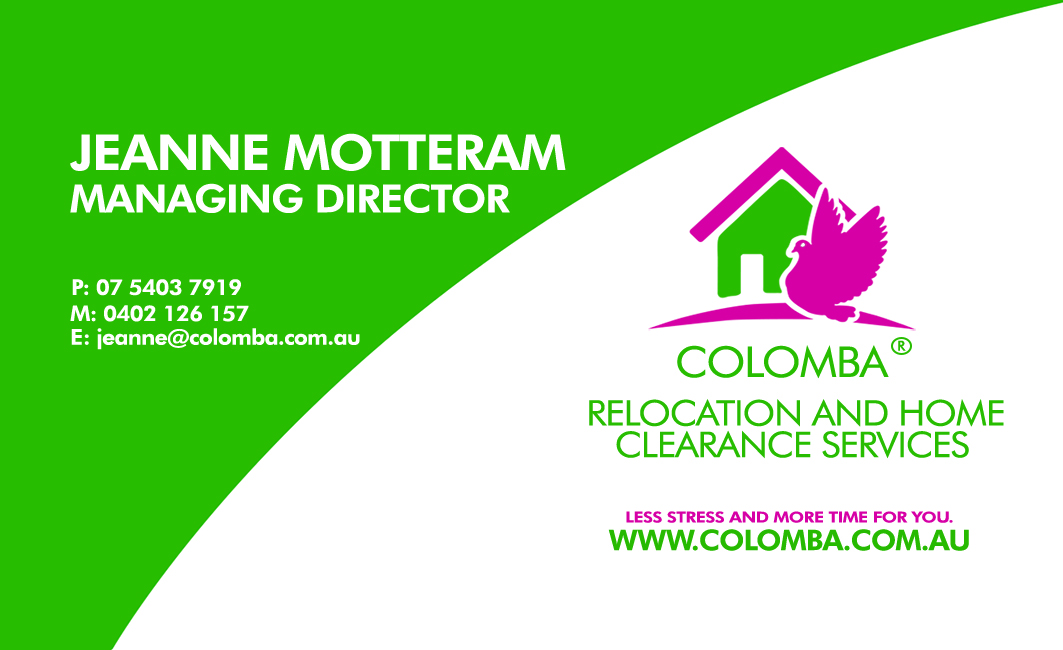 JEANNE MOTTERAM
MANAGING DIRECTOR
P: 07 5403 7919
M: 0402 126 157
E: jeanne@colomba.com.au
COLOMBA®
RELOCATION AND HOME
CLEARANCE SERVICES
LESS STRESS AND MORE TIME FOR YOU.
WWW.COLOMBA.COM.AU